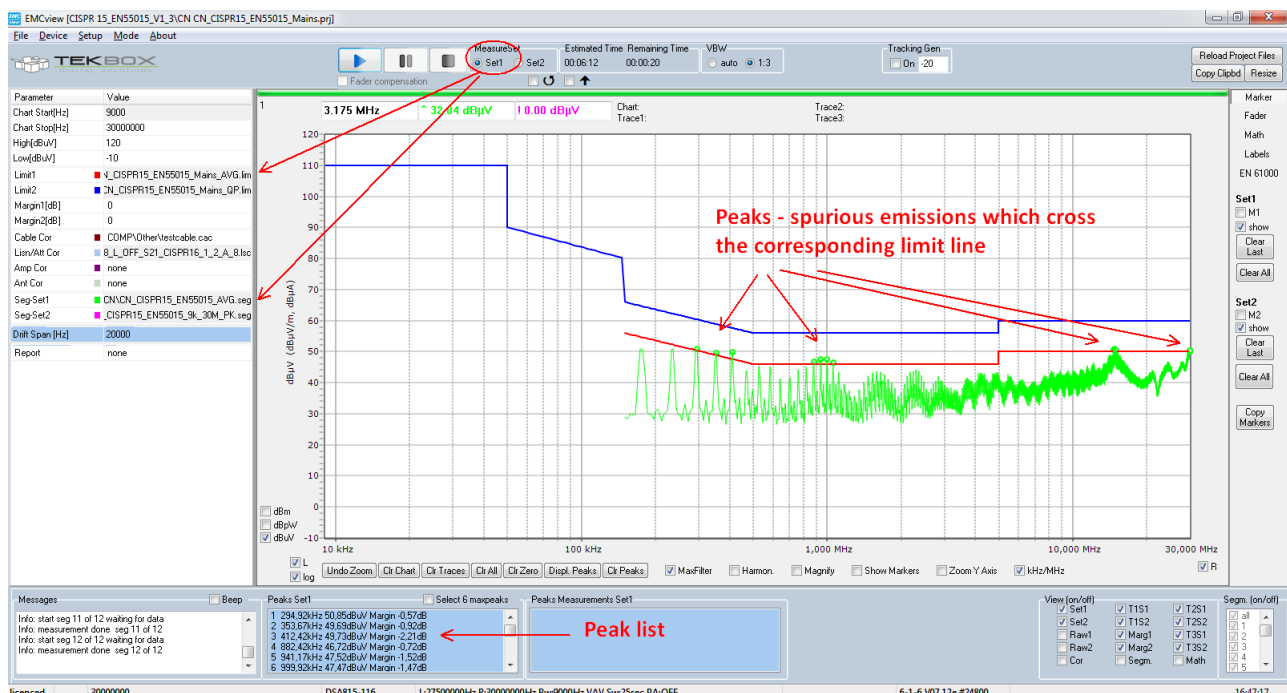 EMCview [CISPR 15_EN55015_V1_3\CN CN_CISPR15_EN55015_Mains.prj]
File Device Setup Mode About
TEKBOX
DIGITAL SOLUTIONS
MeasureSet
Set1 Set2
Estimated Time Remaining Time
00:06:12 00:00:20
VBW
auto 1:3
Tracking Gen
On -20
Reload Project Files
Copy Clipbd Resize
Fader compensation
Parameter Value
Chart Start[Hz] 9000
Chart Stop[Hz] 30000000
High[dBuV] 120
Low[dBuV] -10
Limit1 N_CISPR15_EN55015_Mains_AVG.lim
Limit2 CN_CISPR15_EN55015_Mains_QP.lim
Margin1[dB] 0
Margin2[dB] 0
Cable Cor COMP\Other\testcable.cac
Lisn/Att Cor 8_L_OFF_S21_CISPR16_1_2_A_8.lsc
Amp Cor none
Ant Cor none
Seg-Set1 CN\CN_CISPR15_EN55015_AVG.seg
Seg-Set2 _CISPR15_EN55015_9k_30M_PK.seg
Drift Span [Hz] 20000
Report none
1
3.175 MHz ^ 32.04 dBµV ! 0.00 dBµV
Chart: Trace2:
Trace1: Trace3:
dBµV (dBµV/m, dBµA)
120
110
100
90
80
70
60
50
40
30
20
10
0
-10
Peaks - spurious emissions which cross
the corresponding limit line
dBm
dBpW
dBuV
10 kHz 100 kHz 1,000 MHz 10,000 MHz 30,000 MHz
L
log
Undo Zoom Clr Chart Clr Traces Clr All Clr Zero Displ. Peaks Clr Peaks MaxFilter Harmon. Magnify Show Markers Zoom Y Axis kHz/MHz
R
Marker
Fader
Math
Labels
EN 61000
Set1
M1
show
Clear
Last
Clear All
Set2
M2
show
Clear
Last
Clear All
Copy
Markers
Messages Beep
Info: start seg 11 of 12 waiting for data
Info: measurement done seg 11 of 12
Info: start seg 12 of 12 waiting for data
Info: measurement done seg 12 of 12
Peaks Set1 Select 6 maxpeaks
1 294,92kHz 50,85dBuV Margin -0,57dB
2 353,67kHz 49,69dBuV Margin -0,92dB
3 412,42kHz 49,73dBuV Margin -2,21dB
4 882,42kHz 46,72dBuV Margin -0,72dB
5 941,17kHz 47,52dBuV Margin -1,52dB
6 999,92kHz 47,47dBuV Margin -1,47dB
Peak list
Peaks Measurements Set1
View (on/off)
Set1 T1S1 T2S1
Set2 T1S2 T2S2
Raw1 Marg1 T3S1
Raw2 Marg2 T3S2
Cor Segm. Math
Segm. (on/off)
all
1
2
3
4
5
licenced 30000000 DSA815-116 L:27500000Hz R:30000000Hz Bw9000Hz VAV Sw:25sec PA:OFF 6-1-6 V07.12n #24800 16:47:17